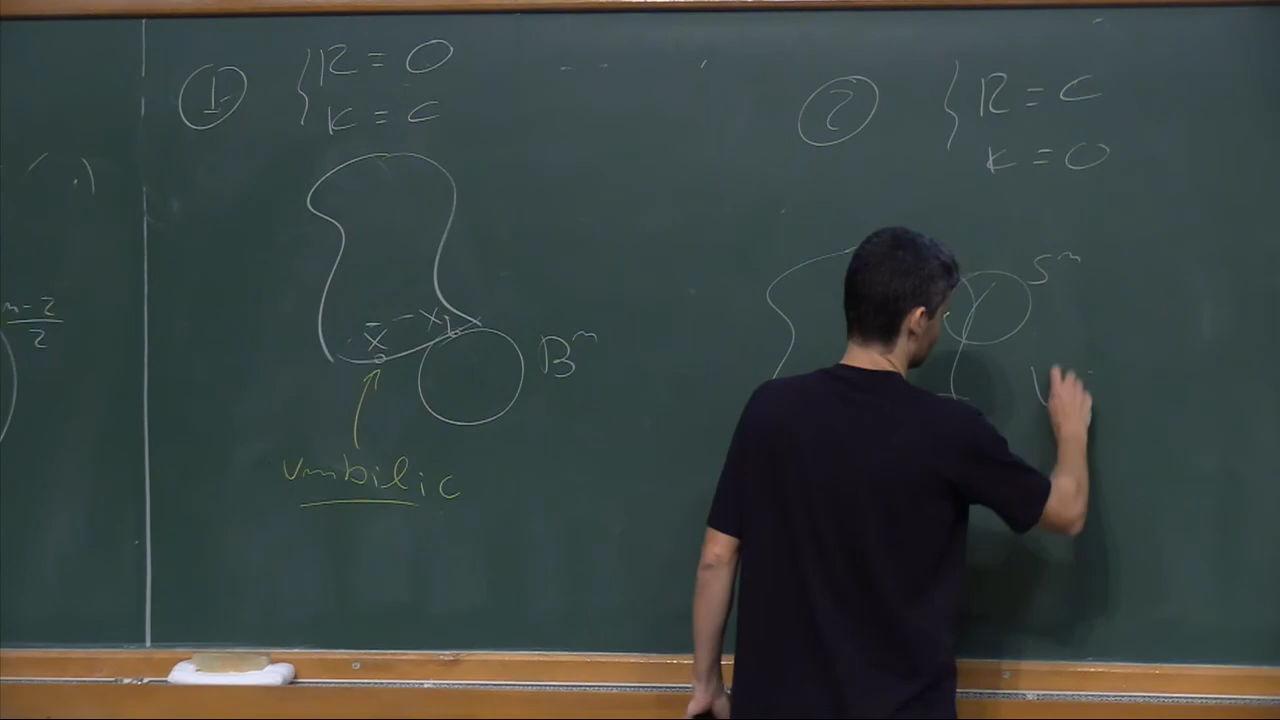 n-2
2
1 { R = 0
K = C
x̄
X1
B^n
umbilic
2 { R = C
K = 0
S^n